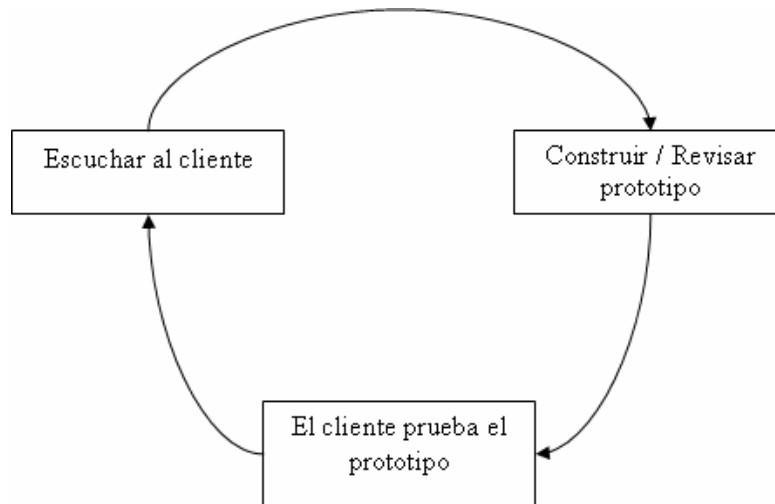 Escuchar al cliente
Construir / Revisar
prototipo
El cliente prueba el
prototipo